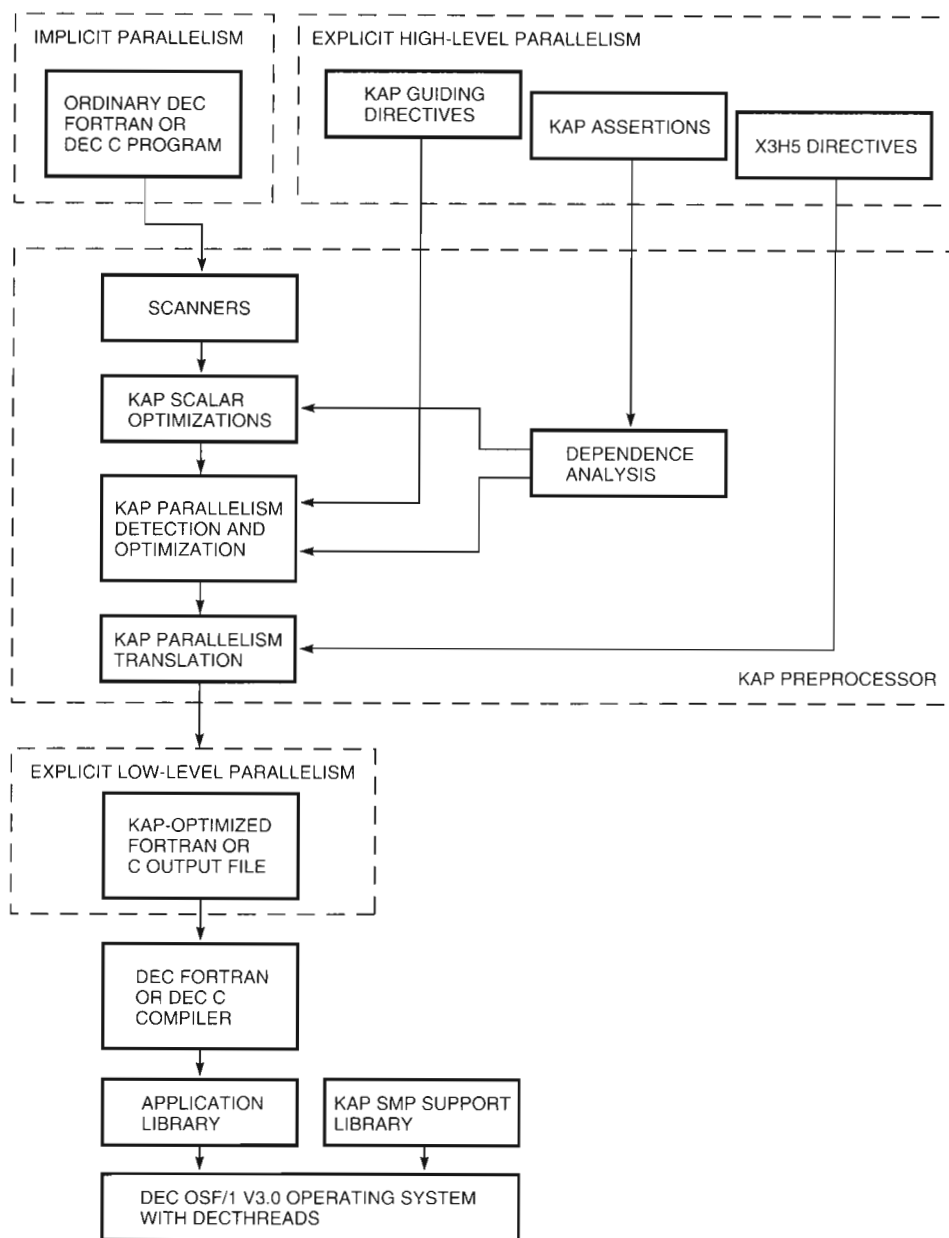 IMPLICIT PARALLELISM
ORDINARY DEC
FORTRAN OR
DEC C PROGRAM
EXPLICIT HIGH-LEVEL PARALLELISM
KAP GUIDING
DIRECTIVES
KAP ASSERTIONS
X3H5 DIRECTIVES
SCANNERS
KAP SCALAR
OPTIMIZATIONS
DEPENDENCE
ANALYSIS
KAP PARALLELISM
DETECTION AND
OPTIMIZATION
KAP PARALLELISM
TRANSLATION
KAP PREPROCESSOR
EXPLICIT LOW-LEVEL PARALLELISM
KAP-OPTIMIZED
FORTRAN OR
C OUTPUT FILE
DEC FORTRAN
OR DEC C
COMPILER
APPLICATION
LIBRARY
KAP SMP SUPPORT
LIBRARY
DEC OSF/1 V3.0 OPERATING SYSTEM
WITH DECTHREADS